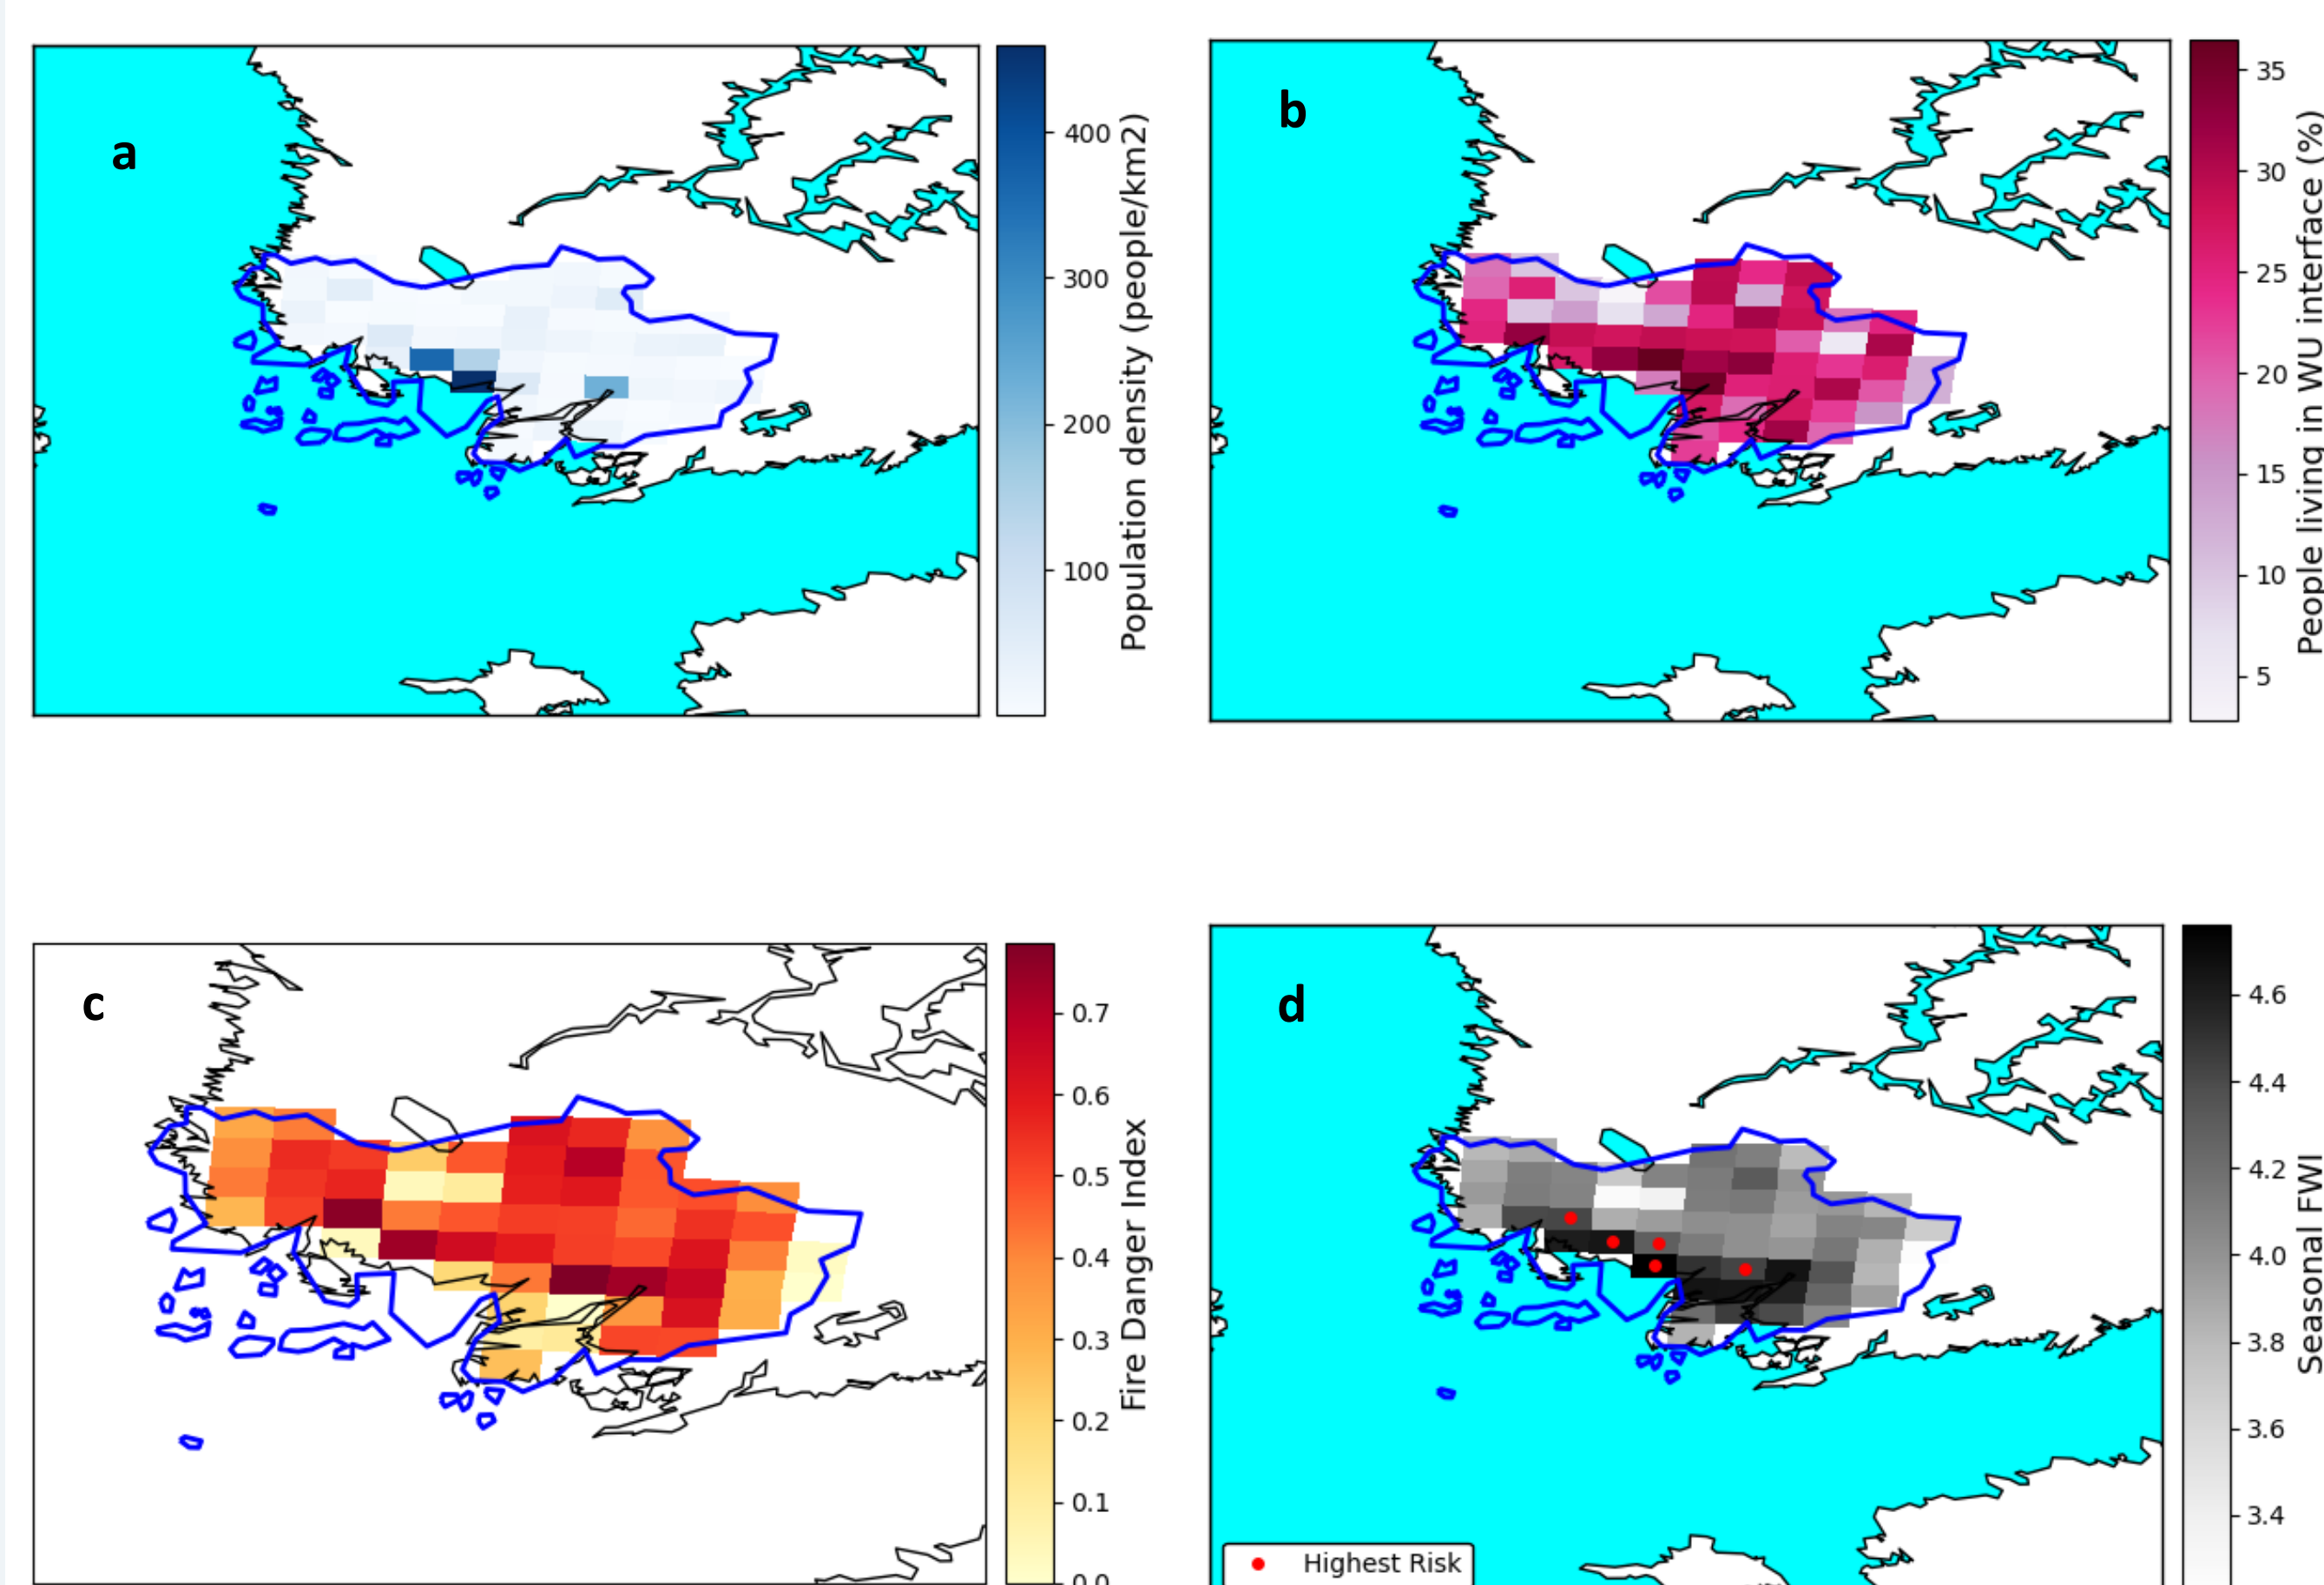 a
400
300
200
100
Population density (people/km2)
b
35
30
25
20
15
10
5
People living in WU interface (%)
c
0.7
0.6
0.5
0.4
0.3
0.2
0.1
0.0
Fire Danger Index
d
4.6
4.4
4.2
4.0
3.8
3.6
3.4
Seasonal FWI
Highest Risk